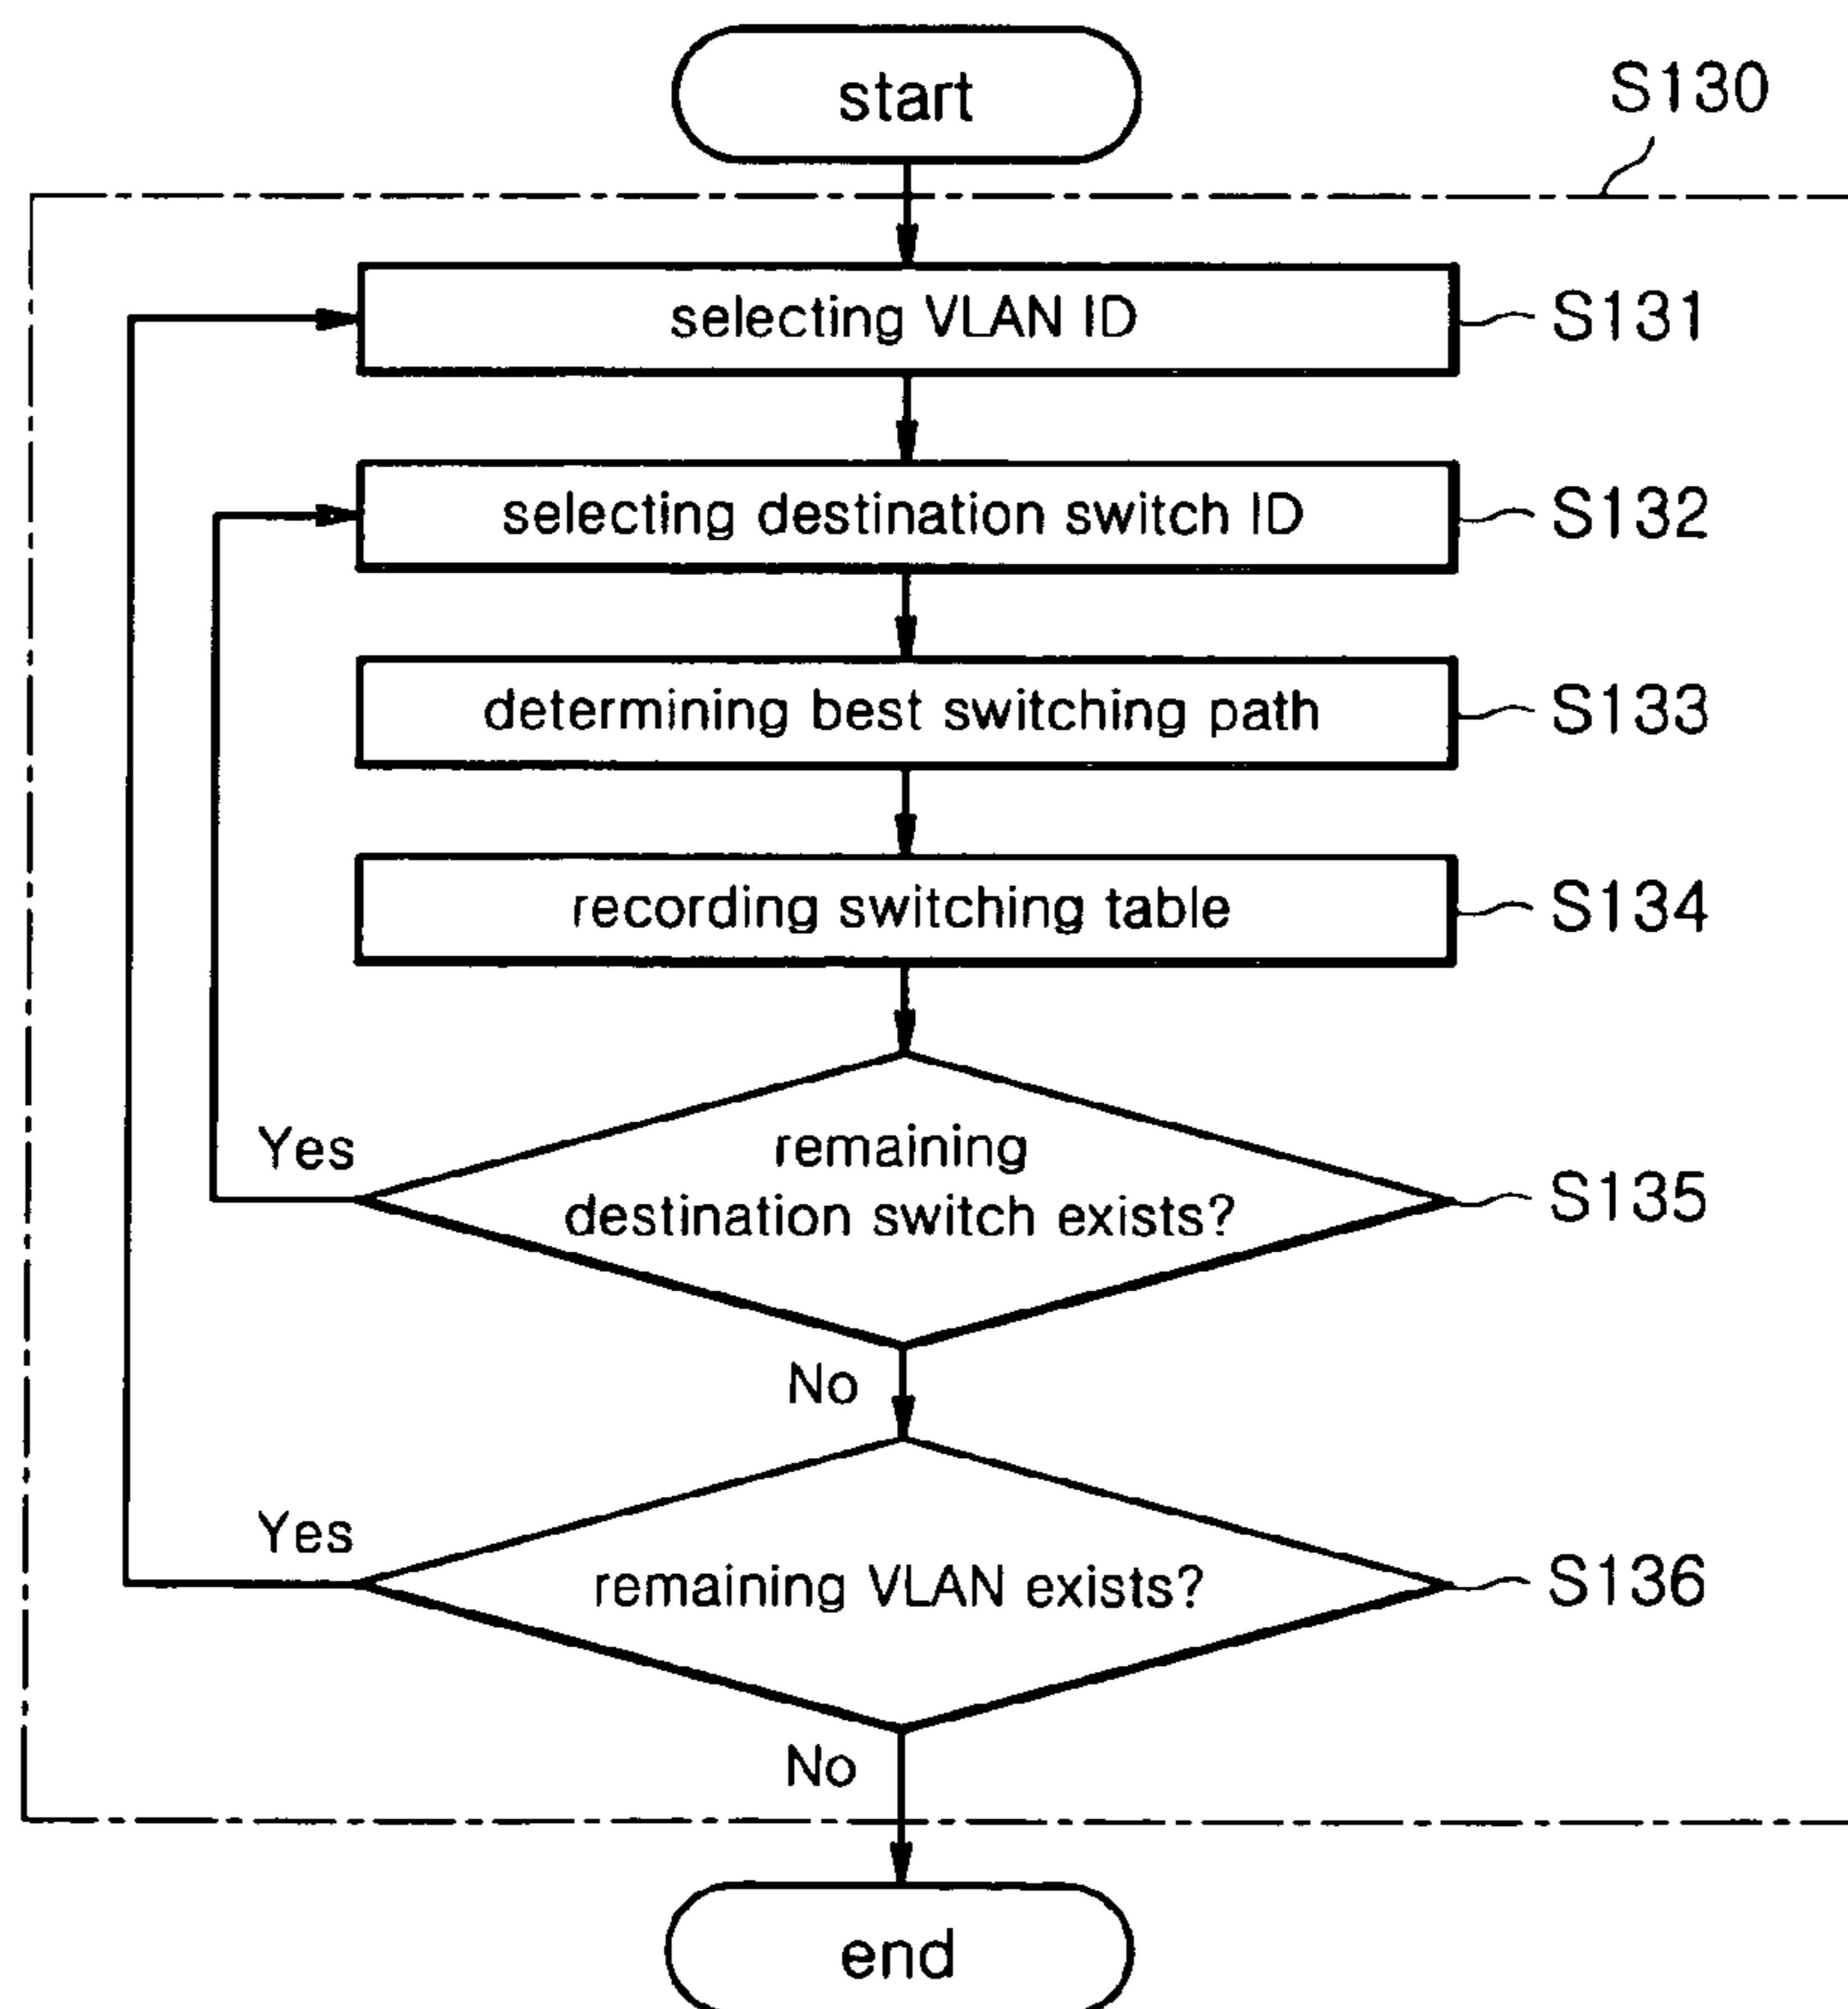 start
S130
selecting VLAN ID
S131
selecting destination switch ID
S132
determining best switching path
S133
recording switching table
S134
Yes
remaining
destination switch exists?
S135
No
Yes
remaining VLAN exists?
S136
No
end